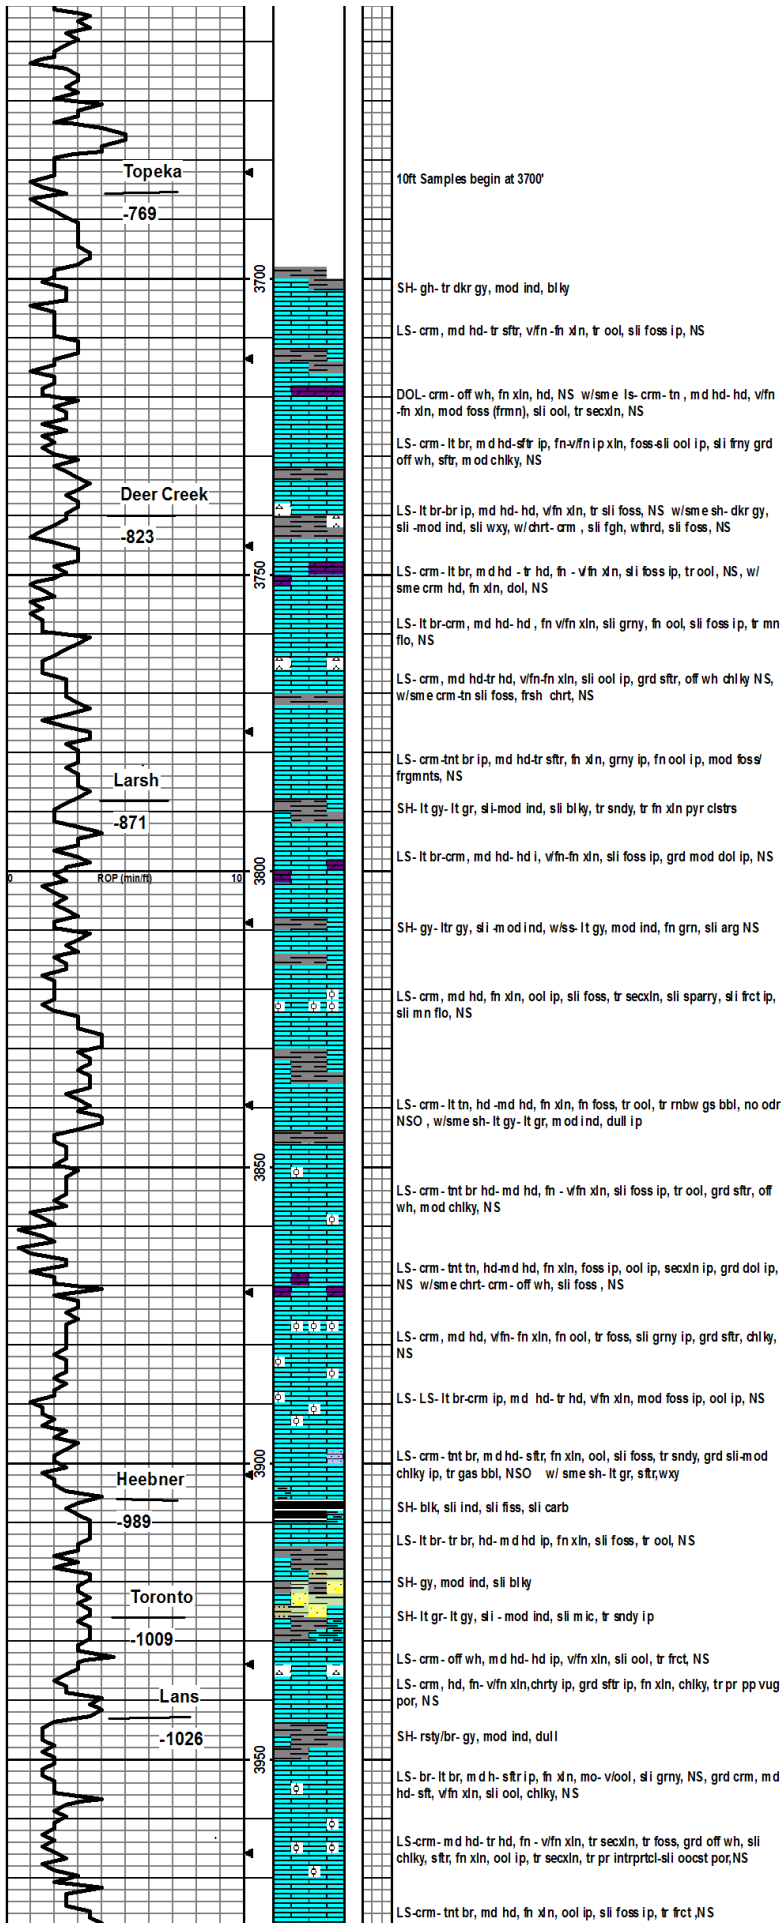 Topeka
-769
10ft Samples begin at 3700'
3700
SH- gh- tr dkr gy, mod ind, blky
LS- crm, md hd- tr sftr, v/fn -fn xln, tr ool, sli foss ip, NS
DOL- crm- off wh, fn xln, hd, NS w/sme ls- crm- tn , md hd- hd, v/fn
-fn xln, mod foss (frmn), sli ool, tr secxln, NS
LS- crm- lt br, md hd-sftr ip, fn-v/fn ip xln, foss-sli ool ip, sli frny grd
off wh, sftr, mod chlky, NS
Deer Creek
-823
LS- lt br-br ip, md hd- hd, v/fn xln, tr sli foss, NS w/sme sh- dkr gy,
sli -mod ind, sli wxy, w/chrt- crm , sli fgh, wthrd, sli foss, NS
3750
LS- crm- lt br, md hd - tr hd, fn - v/fn xln, sli foss ip, tr ool, NS, w/
sme crm hd, fn xln, dol, NS
LS- lt br-crm, md hd- hd , fn v/fn xln, sli grny, fn ool, sli foss ip, tr mn
flo, NS
LS- crm, md hd-tr hd, v/fn-fn xln, sli ool ip, grd sftr, off wh chlky NS,
w/sme crm-tn sli foss, frsh chrt, NS
LS- crm-tnt br ip, md hd-tr sftr, fn xln, grny ip, fn ool ip, mod foss/
frgmnts, NS
Larsh
-871
SH- lt gy- lt gr, sli-mod ind, sli blky, tr sndy, tr fn xln pyr clstrs
LS- lt br-crm, md hd- hd i, v/fn-fn xln, sli foss ip, grd mod dol ip, NS
0 ROP (min/ft) 10
3800
SH- gy- ltr gy, sli -mod ind, w/ss- lt gy, mod ind, fn grn, sli arg NS
LS- crm, md hd, fn xln, ool ip, sli foss, tr secxln, sli sparry, sli frct ip,
sli mn flo, NS
LS- crm- lt tn, hd -md hd, fn xln, fn foss, tr ool, tr rnbw gs bbl, no odr
NSO , w/sme sh- lt gy- lt gr, mod ind, dull ip
3850
LS- crm- tnt br hd- md hd, fn - v/fn xln, sli foss ip, tr ool, grd sftr, off
wh, mod chlky, NS
LS- crm- tnt tn, hd-md hd, fn xln, foss ip, ool ip, secxln ip, grd dol ip,
NS w/sme chrt- crm- off wh, sli foss , NS
LS- crm, md hd, v/fn- fn xln, fn ool, tr foss, sli grny ip, grd sftr, chlky,
NS
LS- LS- lt br-crm ip, md hd- tr hd, v/fn xln, mod foss ip, ool ip, NS
3900
LS- crm- tnt br, md hd- sftr, fn xln, ool, sli foss, tr sndy, grd sli-mod
chlky ip, tr gas bbl, NSO w/ sme sh- lt gr, sftr,wxy
Heebner
-989
SH- blk, sli ind, sli fiss, sli carb
LS- lt br- tr br, hd- md hd ip, fn xln, sli foss, tr ool, NS
SH- gy, mod ind, sli blky
Toronto
-1009
SH- lt gr- lt gy, sli - mod ind, sli mic, tr sndy ip
LS- crm- off wh, md hd- hd ip, v/fn xln, sli ool, tr frct, NS
LS- crm, hd, fn- v/fn xln,chrty ip, grd sftr ip, fn xln, chlky, tr pr pp vug
por, NS
Lans
-1026
SH- rsty/br- gy, mod ind, dull
3950
LS- br- lt br, md h- sftr ip, fn xln, mo- v/ool, sli grny, NS, grd crm, md
hd- sft, v/fn xln, sli ool, chlky, NS
LS-crm- md hd- tr hd, fn - v/fn xln, tr secxln, tr foss, grd off wh, sli
chlky, sftr, fn xln, ool ip, tr secxln, tr pr intrprtcl-sli oocst por,NS
LS-crm- tnt br, md hd, fn xln, ool ip, sli foss ip, tr frct ,NS